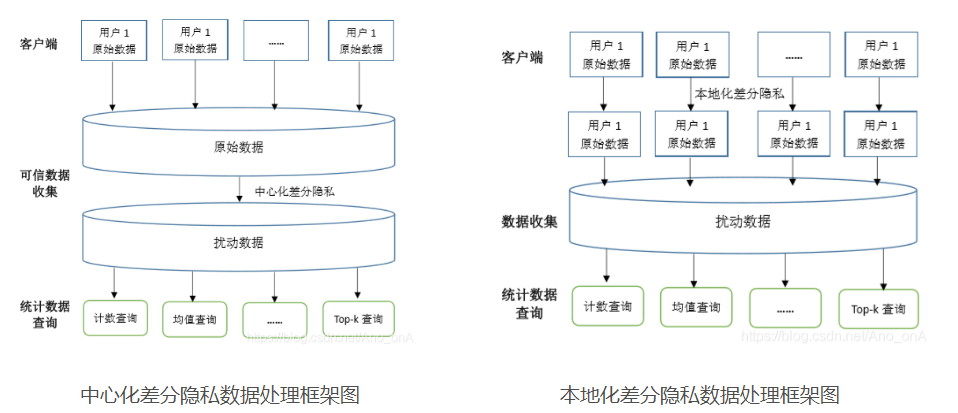 客户端
用户 1
原始数据
用户 1
原始数据
......
用户 1
原始数据
原始数据
可信数据
收集
中心化差分隐私
扰动数据
统计数据
查询
计数查询
均值查询
......
Top-k 查询
https://blog.csdn.net/Ano_onA
中心化差分隐私数据处理框架图
客户端
用户 1
原始数据
用户 1
原始数据
......
用户 1
原始数据
本地化差分隐私
用户 1
原始数据
用户 1
原始数据
用户 1
原始数据
用户 1
原始数据
数据收集
扰动数据
统计数据
查询
计数查询
均值查询
......
Top-k 查询
https://blog.csdn.net/Ano_onA
本地化差分隐私数据处理框架图